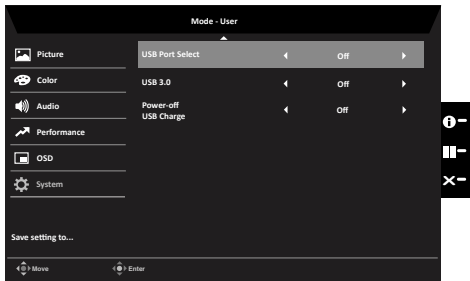 Mode - User
Picture
USB Port Select Off
Color
USB 3.0 Off
Audio
Power-off
USB Charge Off
Performance
OSD
System
Save setting to...
Move Enter